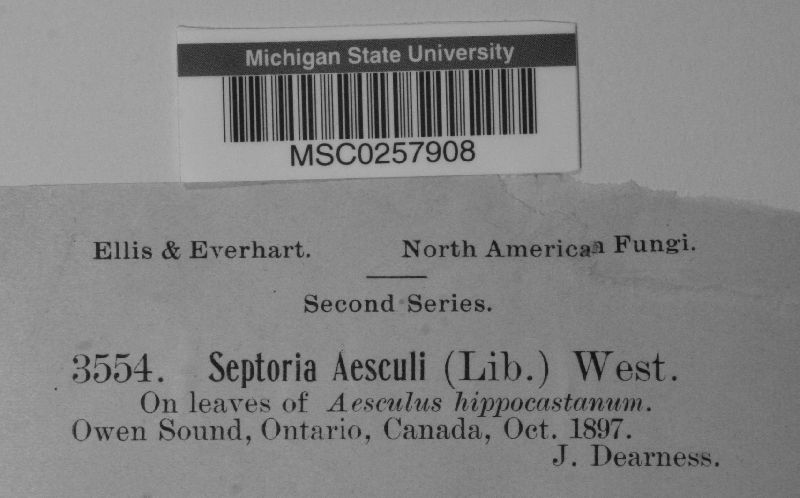 Michigan State University
MSC0257908
Ellis & Everhart. North American Fungi.
Second Series.
3554. Septoria Aesculi (Lib.) West.
On leaves of Aesculus hippocastanum.
Owen Sound, Ontario, Canada, Oct. 1897.
J. Dearness.